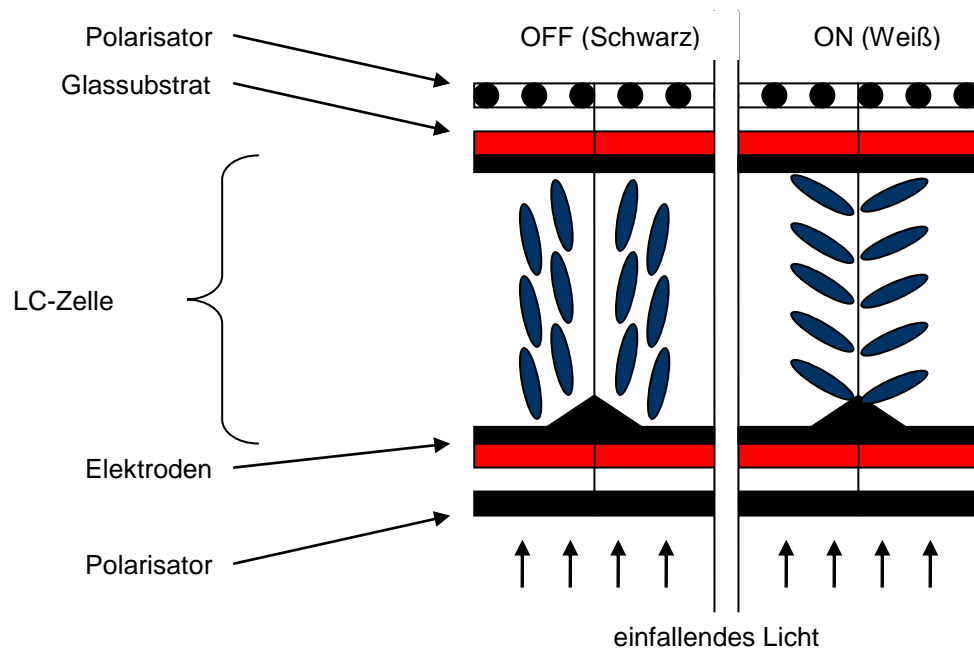 Polarisator
OFF (Schwarz)
ON (Weiß)
Glassubstrat
LC-Zelle
Elektroden
Polarisator
einfallendes Licht